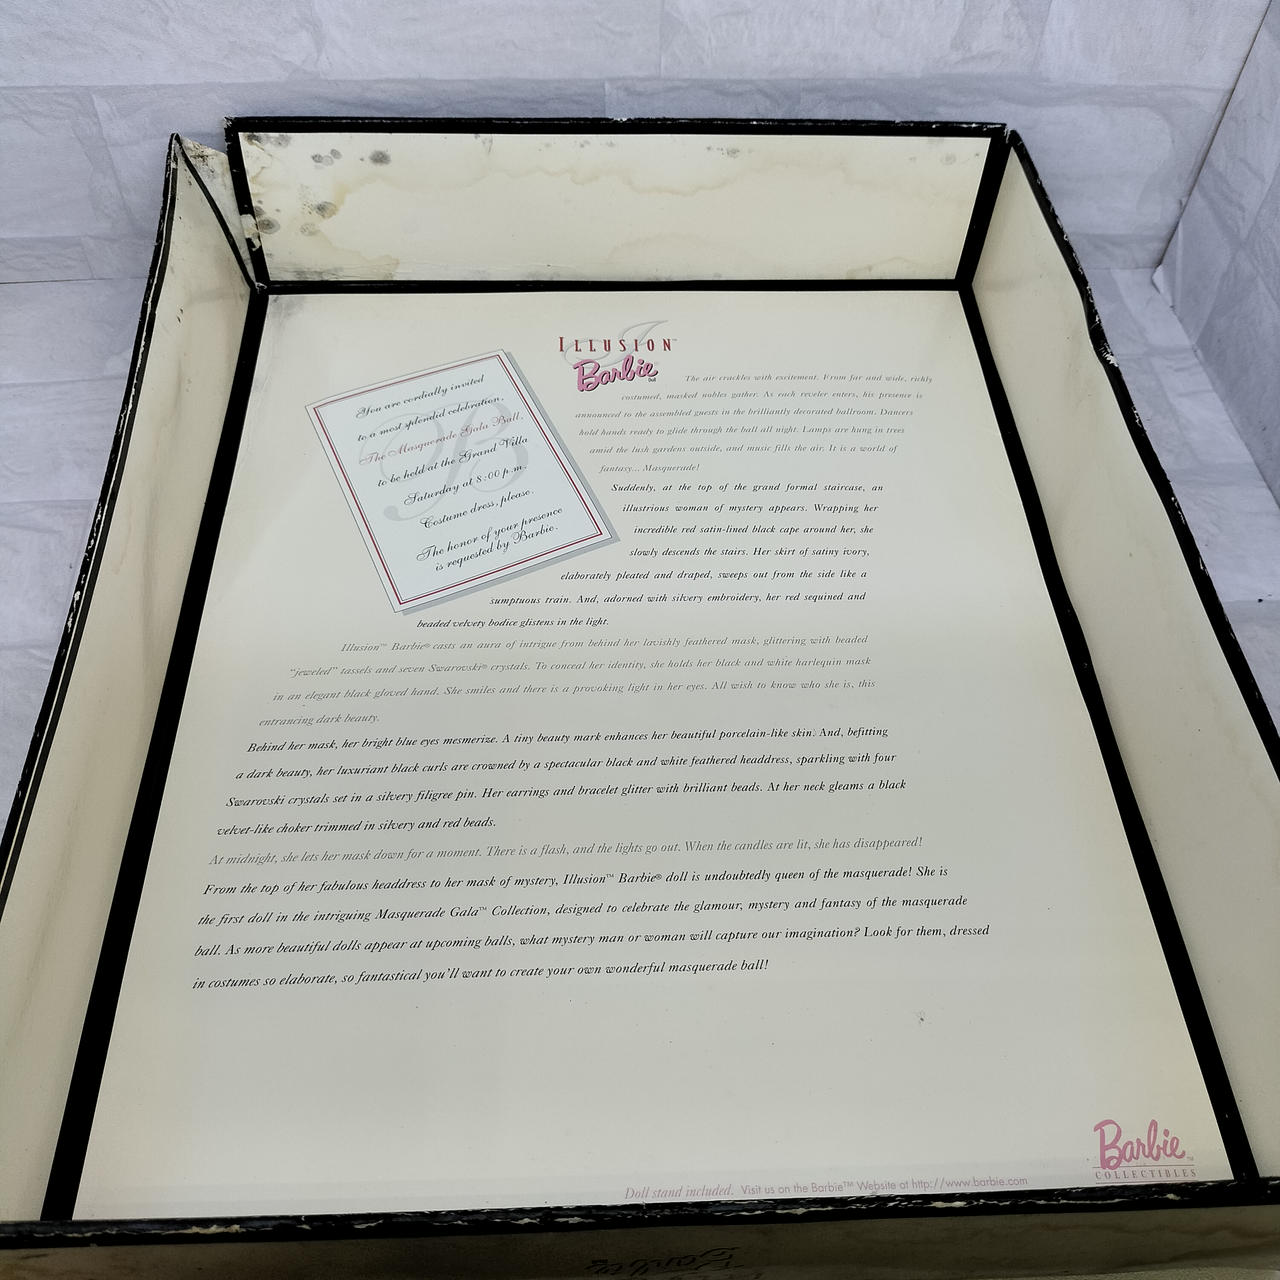 ILLUSION™
Barbie®
Doll
You are cordially invited
to a most splendid celebration,
The Masquerade Gala Ball,
to be held at the Grand Villa
Saturday at 8:00 p.m.
Costume dress, please.
The honor of your presence
is requested by Barbie.
The air crackles with excitement. From far and wide, richly
costumed, masked nobles gather. As each reveler enters, his presence is
announced to the assembled guests in the brilliantly decorated ballroom. Dancers
hold hands ready to glide through the ball all night. Lamps are hung in trees
amid the lush gardens outside, and music fills the air. It is a world of
fantasy... Masquerade!
Suddenly, at the top of the grand formal staircase, an
illustrious woman of mystery appears. Wrapping her
incredible red satin-lined black cape around her, she
slowly descends the stairs. Her skirt of satiny ivory,
elaborately pleated and draped, sweeps out from the side like a
sumptuous train. And, adorned with silvery embroidery, her red sequined and
beaded velvety bodice glistens in the light.
Illusion™ Barbie® casts an aura of intrigue from behind her lavishly feathered mask, glittering with beaded
"jeweled" tassels and seven Swarovski® crystals. To conceal her identity, she holds her black and white harlequin mask
in an elegant black gloved hand. She smiles and there is a provoking light in her eyes. All wish to know who she is, this
entrancing dark beauty.
Behind her mask, her bright blue eyes mesmerize. A tiny beauty mark enhances her beautiful porcelain-like skin. And, befitting
a dark beauty, her luxuriant black curls are crowned by a spectacular black and white feathered headdress, sparkling with four
Swarovski crystals set in a silvery filigree pin. Her earrings and bracelet glitter with brilliant beads. At her neck gleams a black
velvet-like choker trimmed in silvery and red beads.
At midnight, she lets her mask down for a moment. There is a flash, and the lights go out. When the candles are lit, she has disappeared!
From the top of her fabulous headdress to her mask of mystery, Illusion™ Barbie® doll is undoubtedly queen of the masquerade! She is
the first doll in the intriguing Masquerade Gala™ Collection, designed to celebrate the glamour, mystery and fantasy of the masquerade
ball. As more beautiful dolls appear at upcoming balls, what mystery man or woman will capture our imagination? Look for them, dressed
in costumes so elaborate, so fantastical you'll want to create your own wonderful masquerade ball!
Barbie™
COLLECTIBLES
Doll stand included. Visit us on the Barbie™ Website at http://www.barbie.com